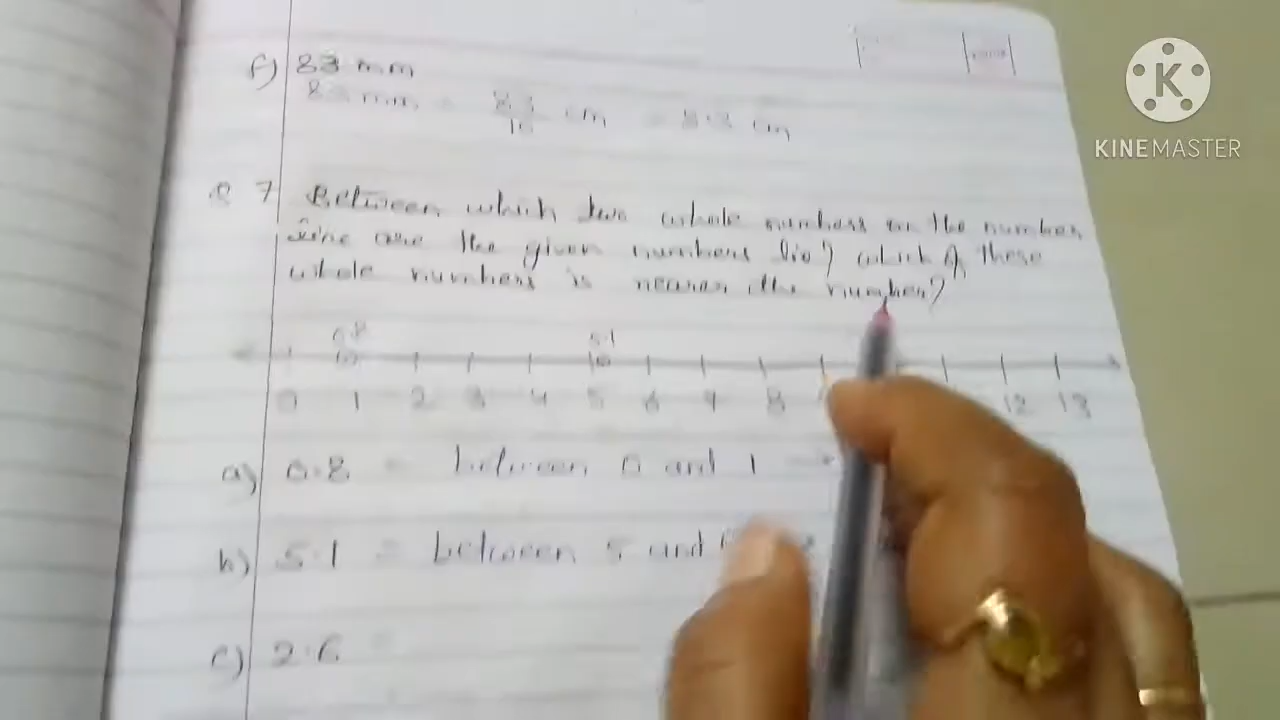 K
KINEMASTER
f) 83 mm
83 mm = 83/10 cm = 8.3 cm
Q 7 Between which two whole numbers on the number
line are the given numbers lie? which of these
whole numbers is nearer the number?
0.8 5.1
0 1 2 3 4 5 6 7 8 12 13
a) 0.8 = between 0 and 1 →
b) 5.1 = between 5 and
c) 2.6 =